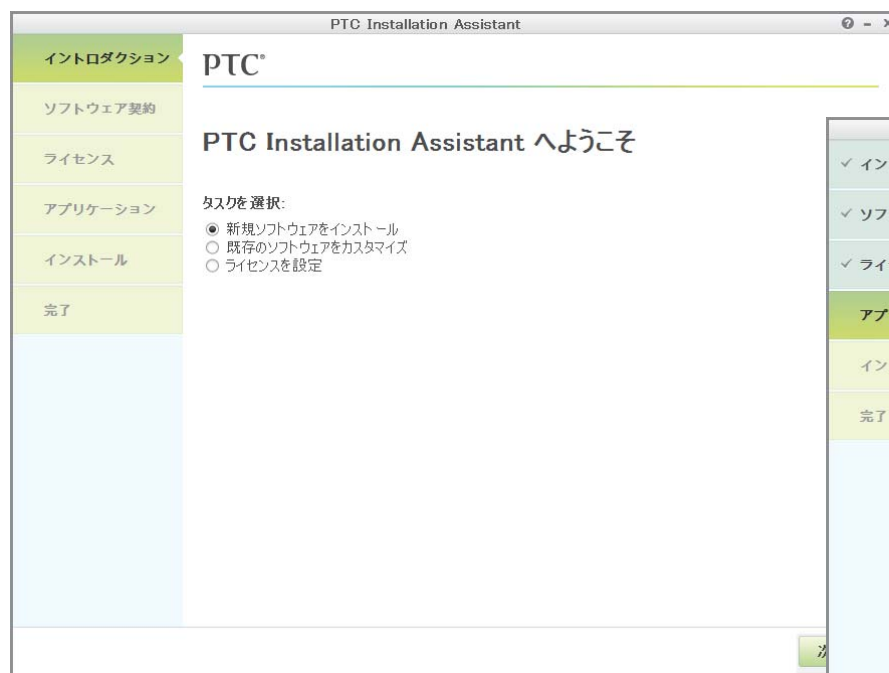 PTC Installation Assistant
イントロダクション
ソフトウェア契約
ライセンス
アプリケーション
インストール
完了
PTC®
PTC Installation Assistant へようこそ
タスクを選択:
新規ソフトウェアをインストール
既存のソフトウェアをカスタマイズ
ライセンスを設定
次
イン
ソフ
ライ
アプ
イン
完了